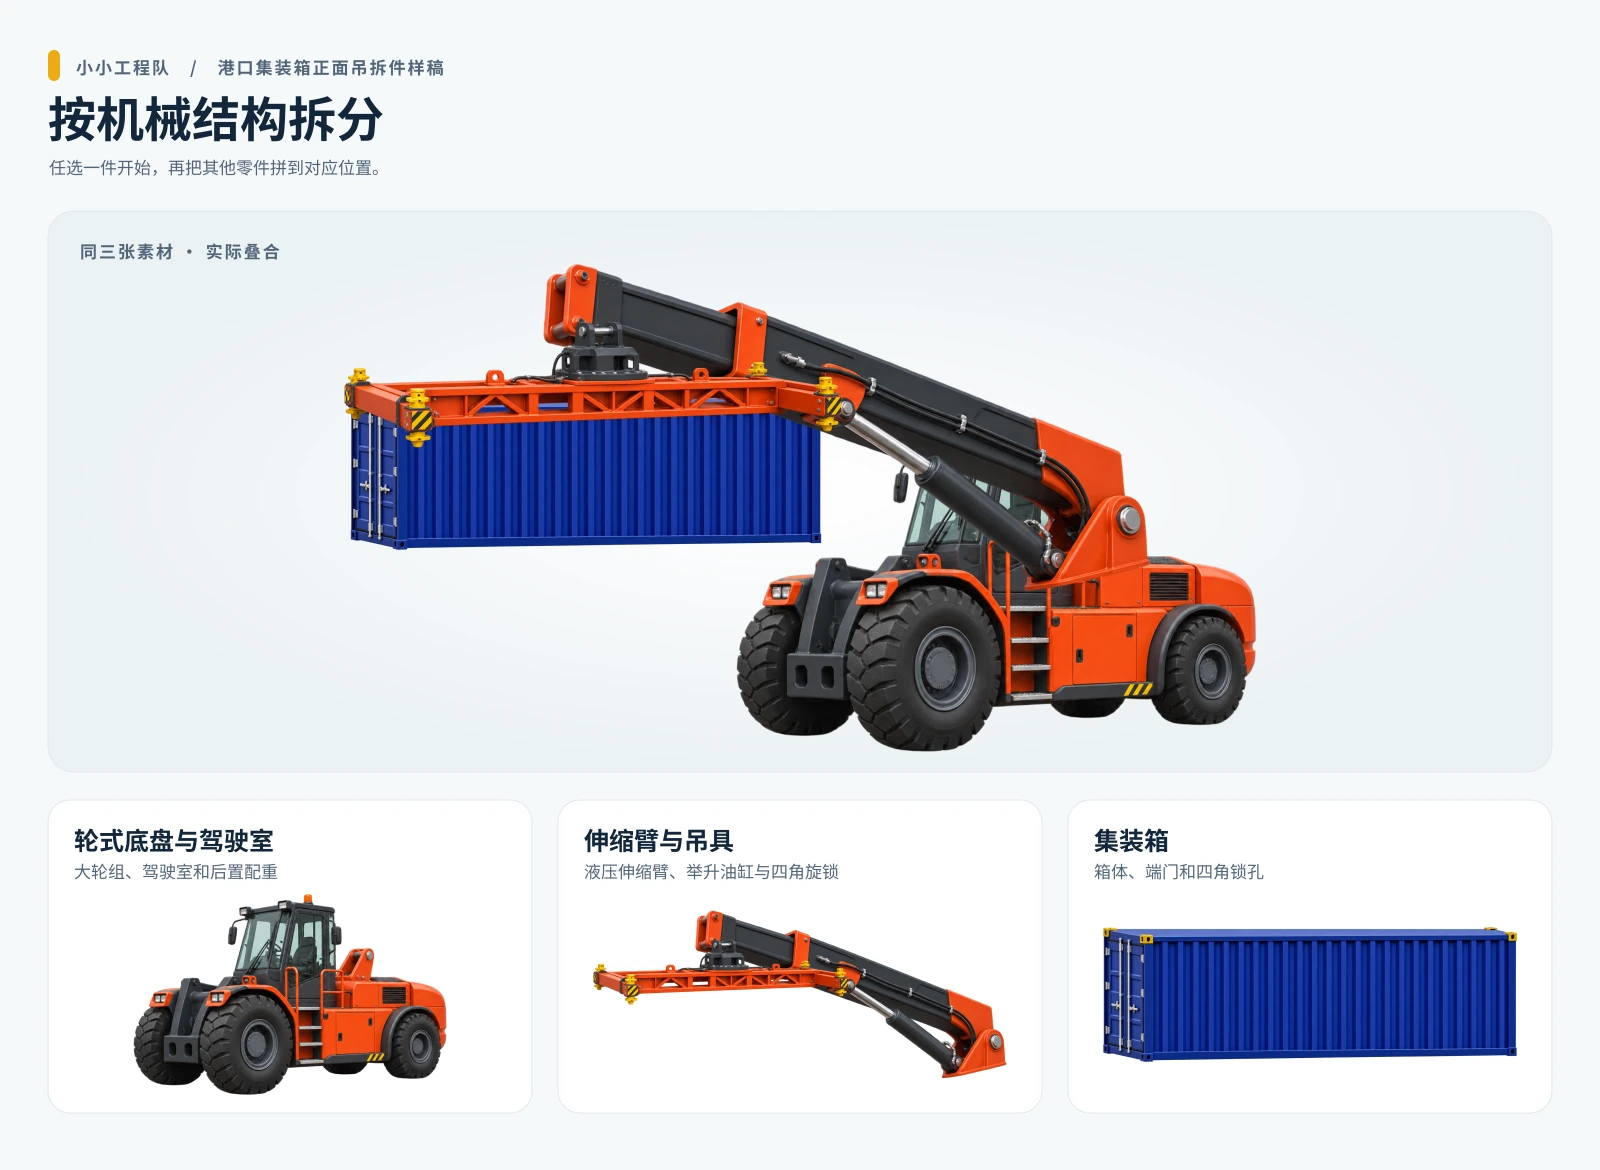 小小工程队 / 港口集装箱正面吊拆件样稿
按机械结构拆分
任选一件开始，再把其他零件拼到对应位置。
同三张素材 • 实际叠合
轮式底盘与驾驶室
大轮组、驾驶室和后置配重
伸缩臂与吊具
液压伸缩臂、举升油缸与四角旋锁
集装箱
箱体、端门和四角锁孔